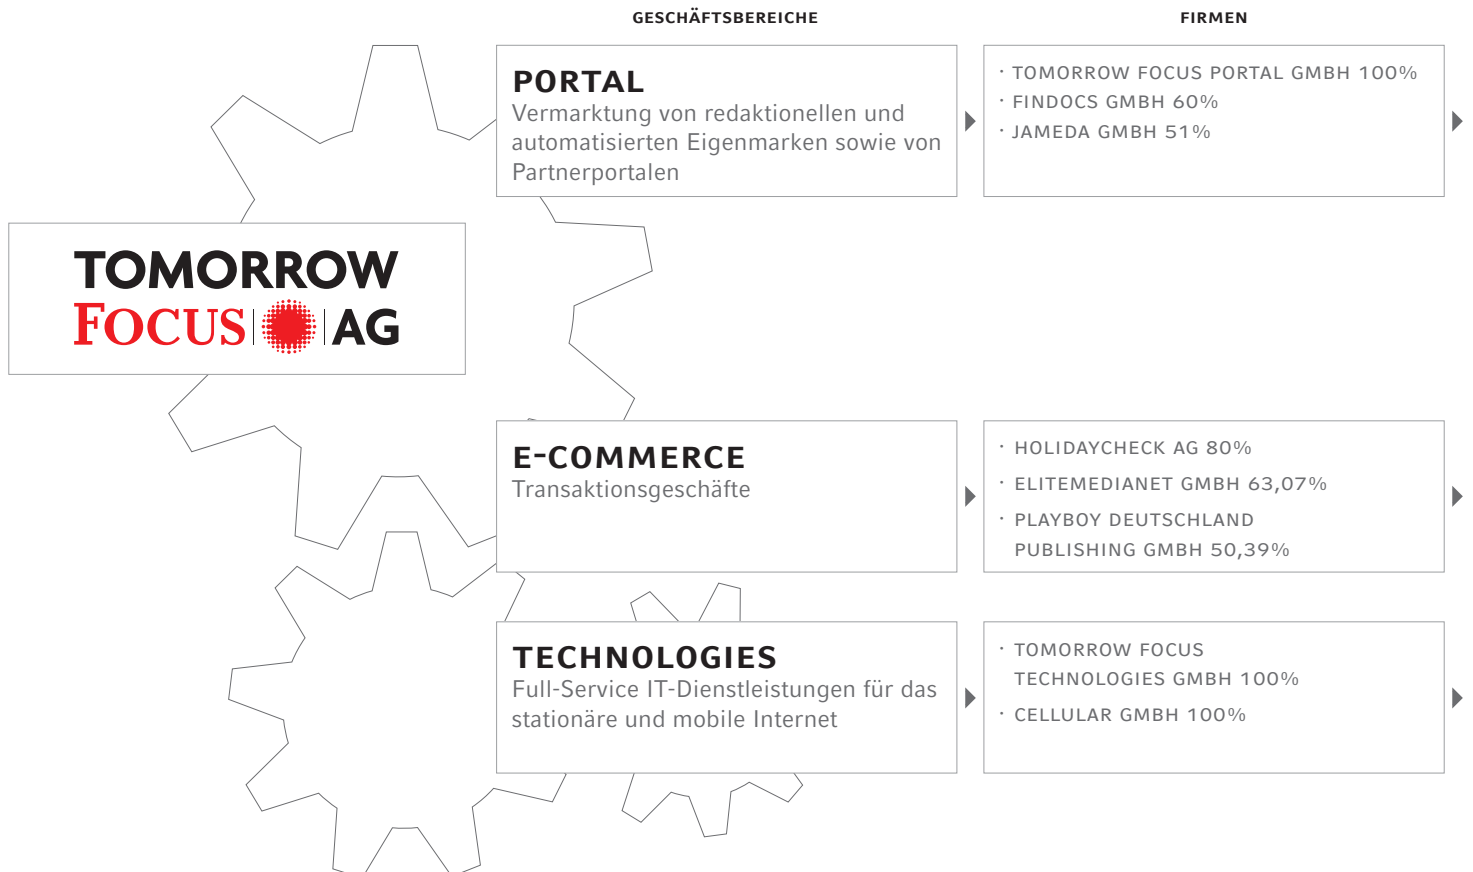 GESCHÄFTSBEREICHE
FIRMEN
TOMORROW
FOCUS AG
PORTAL
Vermarktung von redaktionellen und
automatisierten Eigenmarken sowie von
Partnerportalen
· TOMORROW FOCUS PORTAL GMBH 100%
· FINDOCS GMBH 60%
· JAMEDA GMBH 51%
E-COMMERCE
Transaktionsgeschäfte
· HOLIDAYCHECK AG 80%
· ELITEMEDIANET GMBH 63,07%
· PLAYBOY DEUTSCHLAND
PUBLISHING GMBH 50,39%
TECHNOLOGIES
Full-Service IT-Dienstleistungen für das
stationäre und mobile Internet
· TOMORROW FOCUS
TECHNOLOGIES GMBH 100%
· CELLULAR GMBH 100%